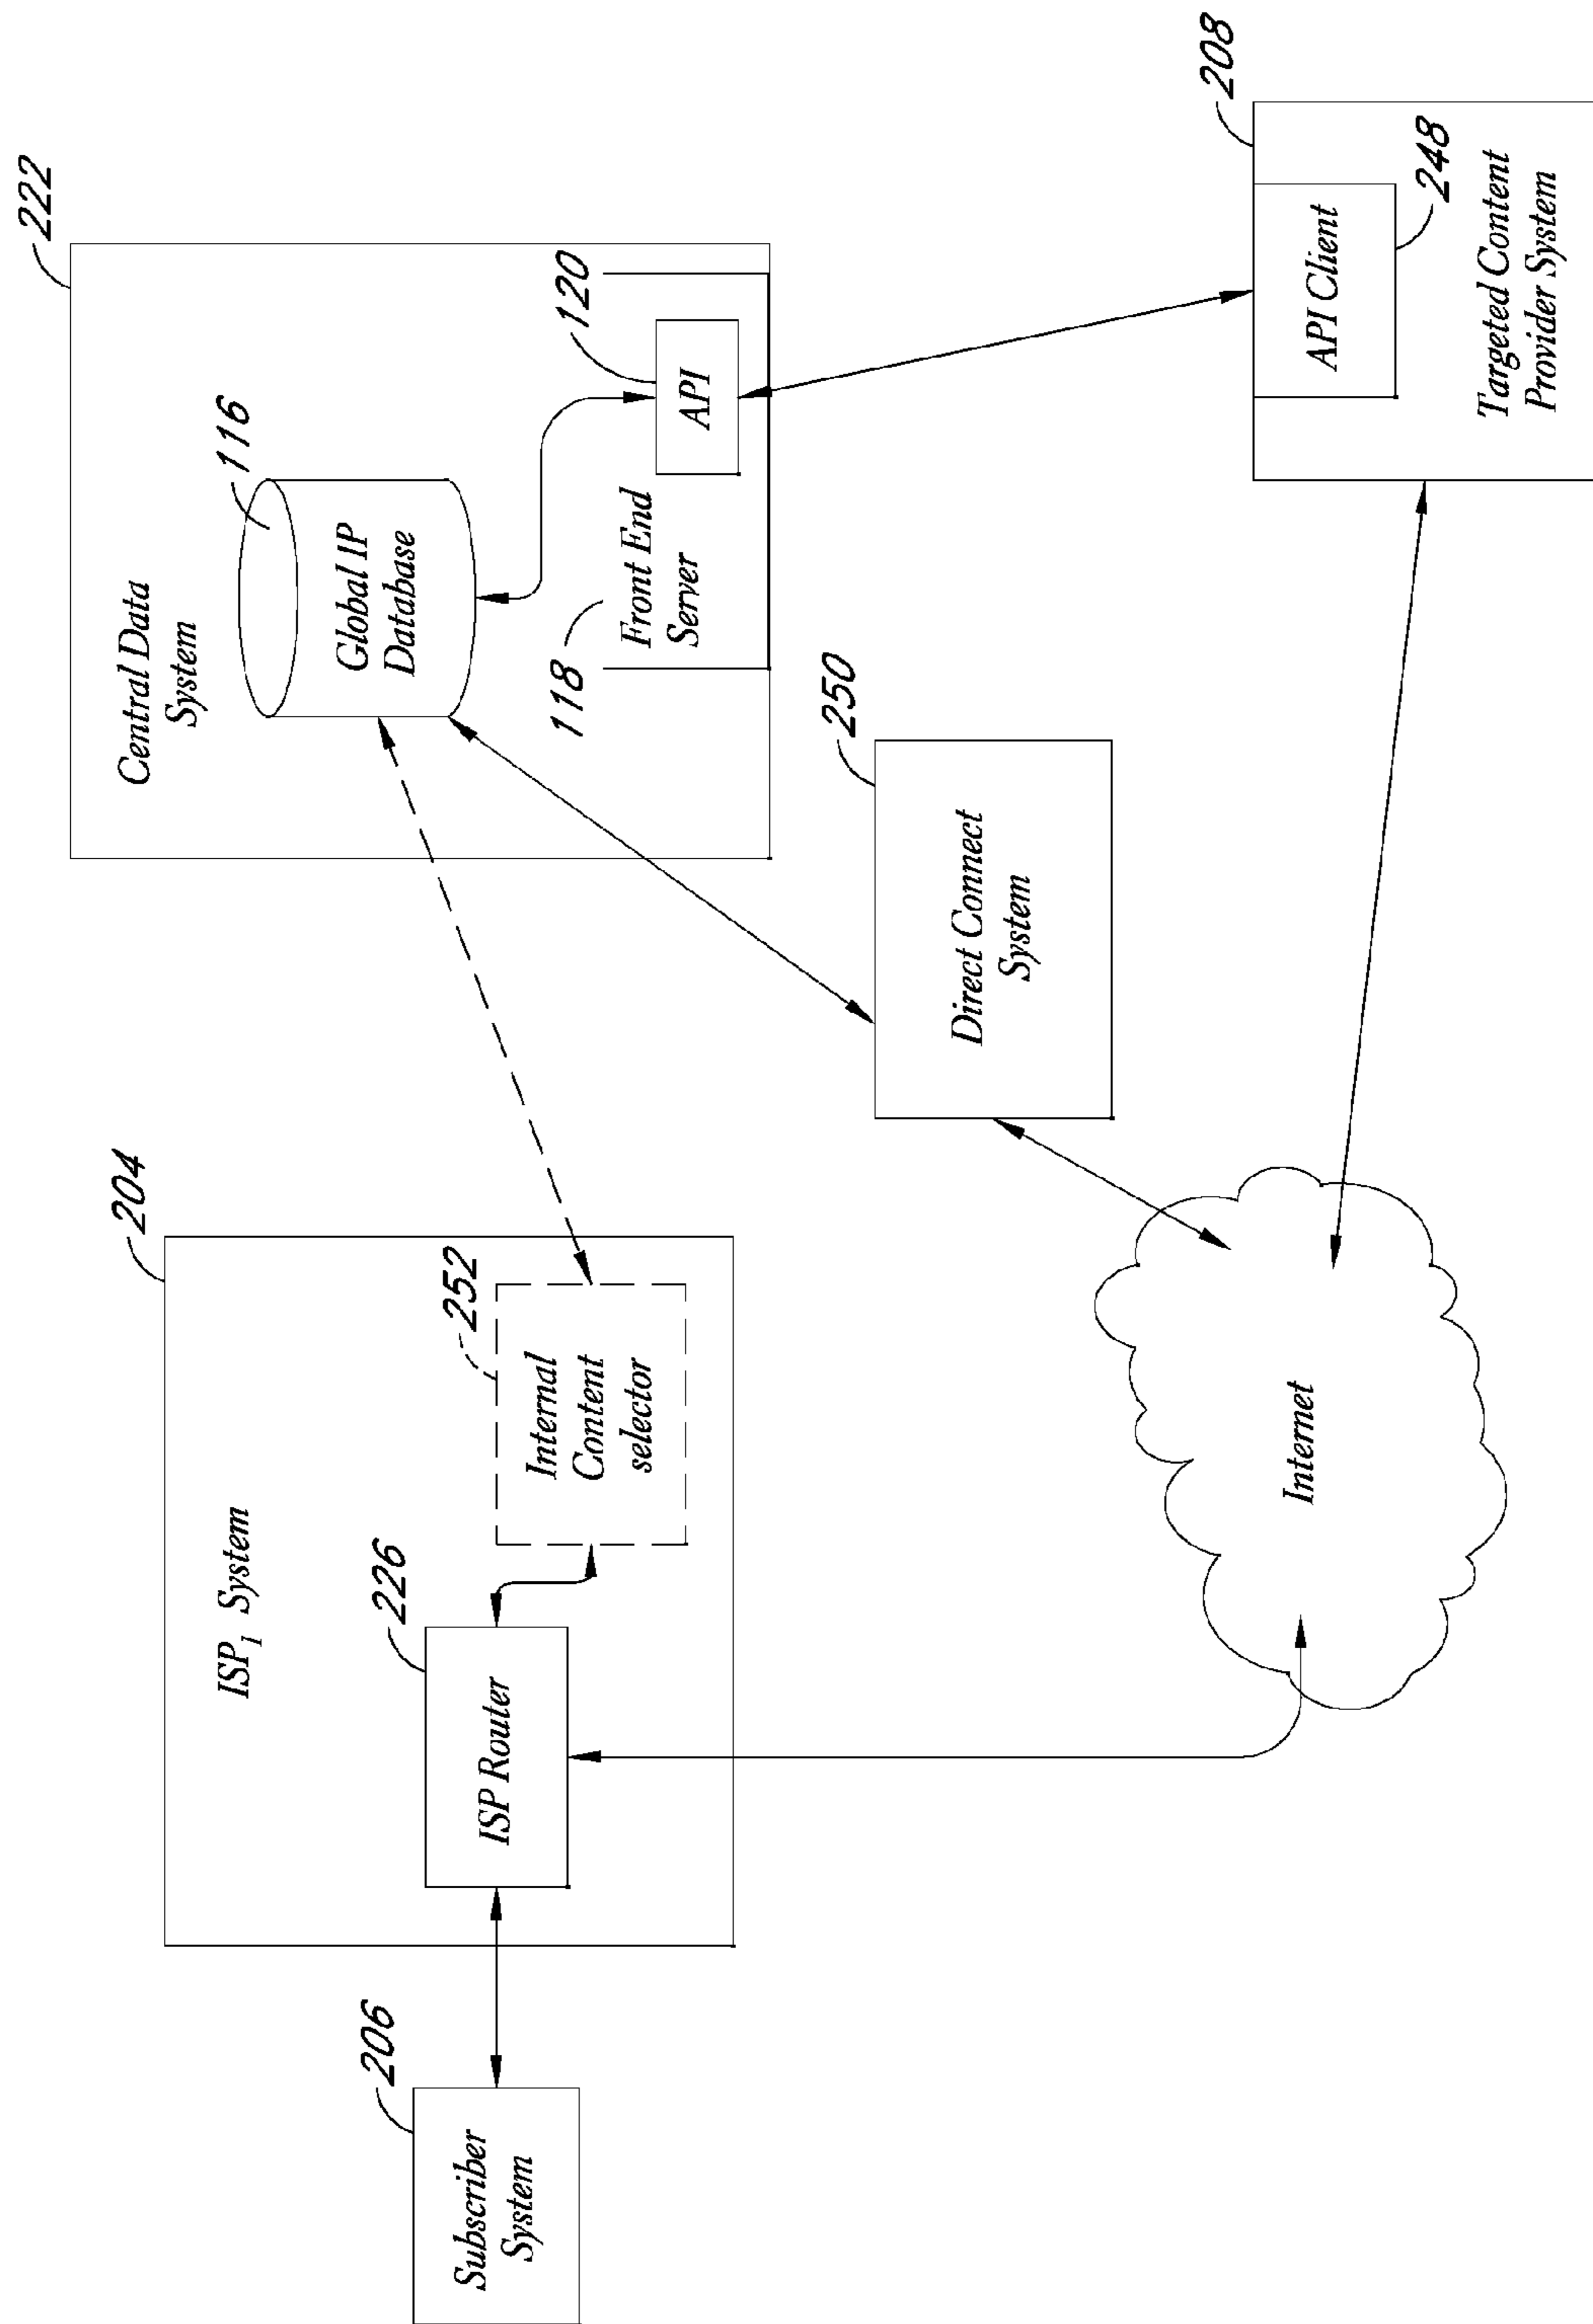 222
Central Data
System
116
Global IP
Database
120
API
118
Front End
Server
204
ISP1 System
226
ISP Router
252
Internal
Content
selector
206
Subscriber
System
250
Direct Connect
System
Internet
208
API Client
248
Targeted Content
Provider System